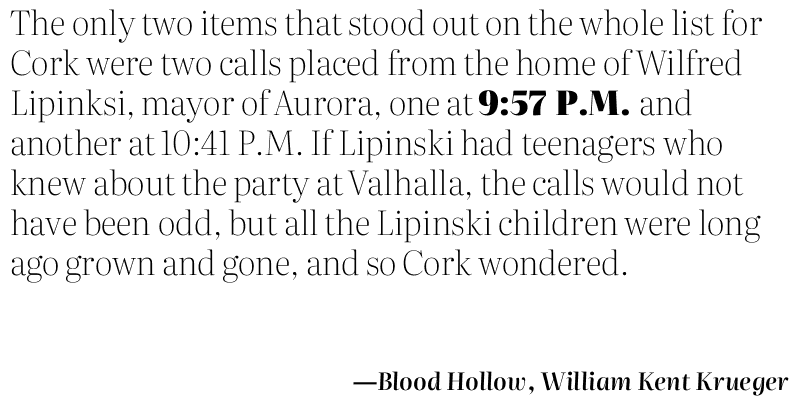 The only two items that stood out on the whole list for
Cork were two calls placed from the home of Wilfred
Lipinksi, mayor of Aurora, one at 9:57 P.M. and
another at 10:41 P.M. If Lipinski had teenagers who
knew about the party at Valhalla, the calls would not
have been odd, but all the Lipinski children were long
ago grown and gone, and so Cork wondered.
—Blood Hollow, William Kent Krueger